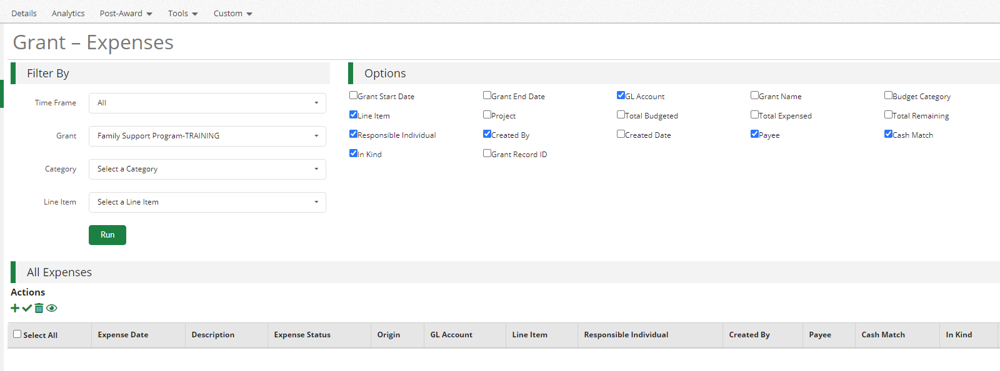 Details Analytics Post-Award Tools Custom
Grant – Expenses
Filter By
Time Frame All
Grant Family Support Program-TRAINING
Category Select a Category
Line Item Select a Line Item
Run
Options
Grant Start Date Grant End Date GL Account Grant Name Budget Category
Line Item Project Total Budgeted Total Expensed Total Remaining
Responsible Individual Created By Created Date Payee Cash Match
In Kind Grant Record ID
All Expenses
Actions
Select All Expense Date Description Expense Status Origin GL Account Line Item Responsible Individual Created By Payee Cash Match In Kind